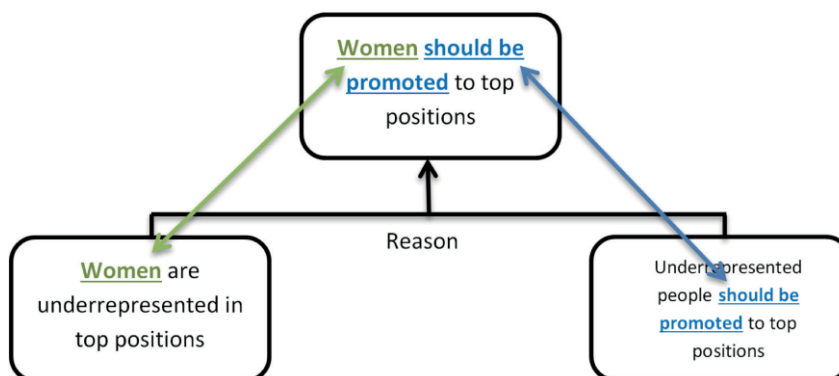 Women should be
promoted to top
positions
Reason
Women are
underrepresented in
top positions
Underrepresented
people should be
promoted to top
positions